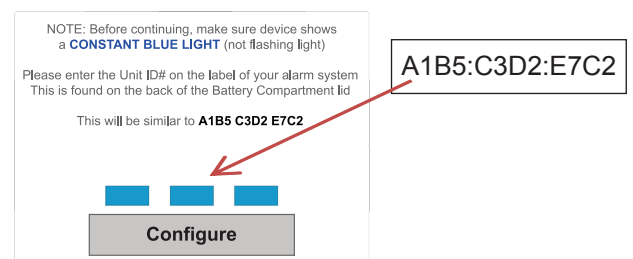 NOTE: Before continuing, make sure device shows
a CONSTANT BLUE LIGHT (not flashing light)
Please enter the Unit ID# on the label of your alarm system
This is found on the back of the Battery Compartment lid
This will be similar to A1B5 C3D2 E7C2
A1B5:C3D2:E7C2
Configure